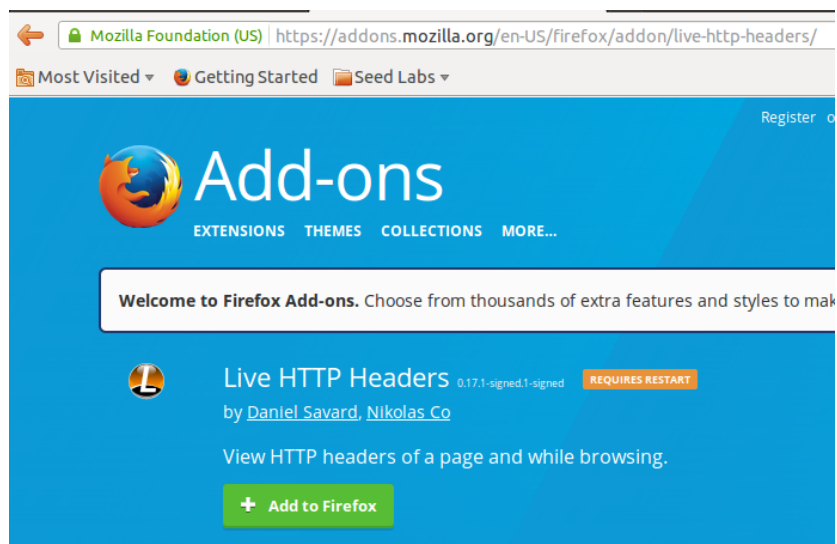 Mozilla Foundation (US) https://addons.mozilla.org/en-US/firefox/addon/live-http-headers/
Most Visited Getting Started Seed Labs
Register o
Add-ons
EXTENSIONS THEMES COLLECTIONS MORE...
Welcome to Firefox Add-ons. Choose from thousands of extra features and styles to mak
L
Live HTTP Headers 0.17.1-signed.1-signed REQUIRES RESTART
by Daniel Savard, Nikolas Co
View HTTP headers of a page and while browsing.
+ Add to Firefox